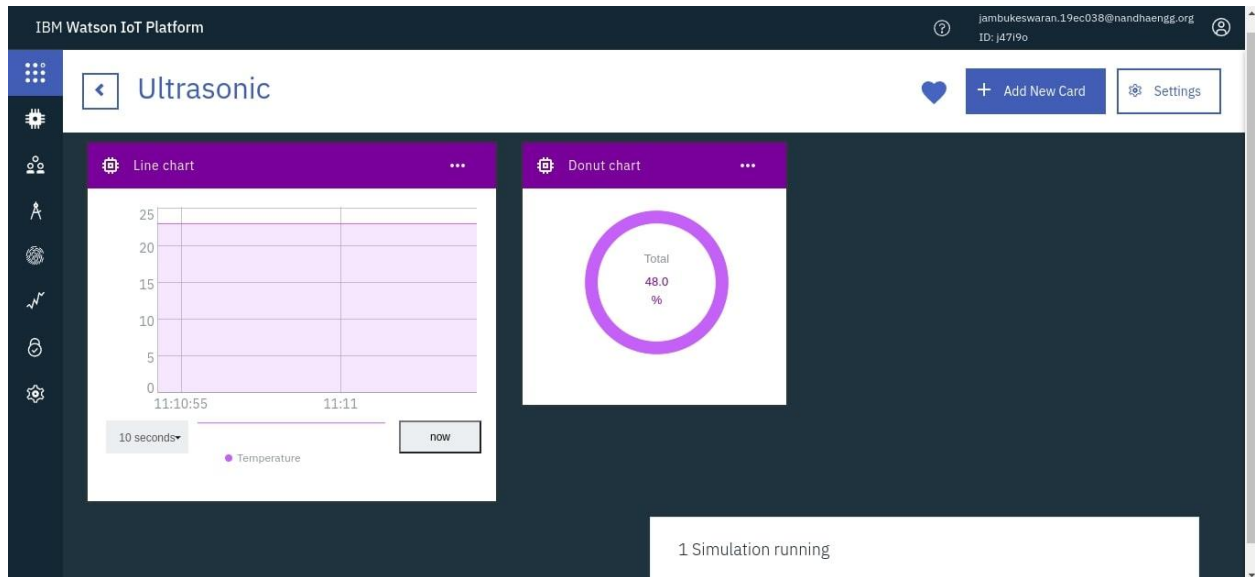 IBM Watson IoT Platform
jambukeswaran.19ec038@nandhaengg.org
ID: j47i9o
Ultrasonic
+ Add New Card
Settings
Line chart
25
20
15
10
5
0
11:10:55 11:11
10 seconds
now
Temperature
Donut chart
Total
48.0
%
1 Simulation running